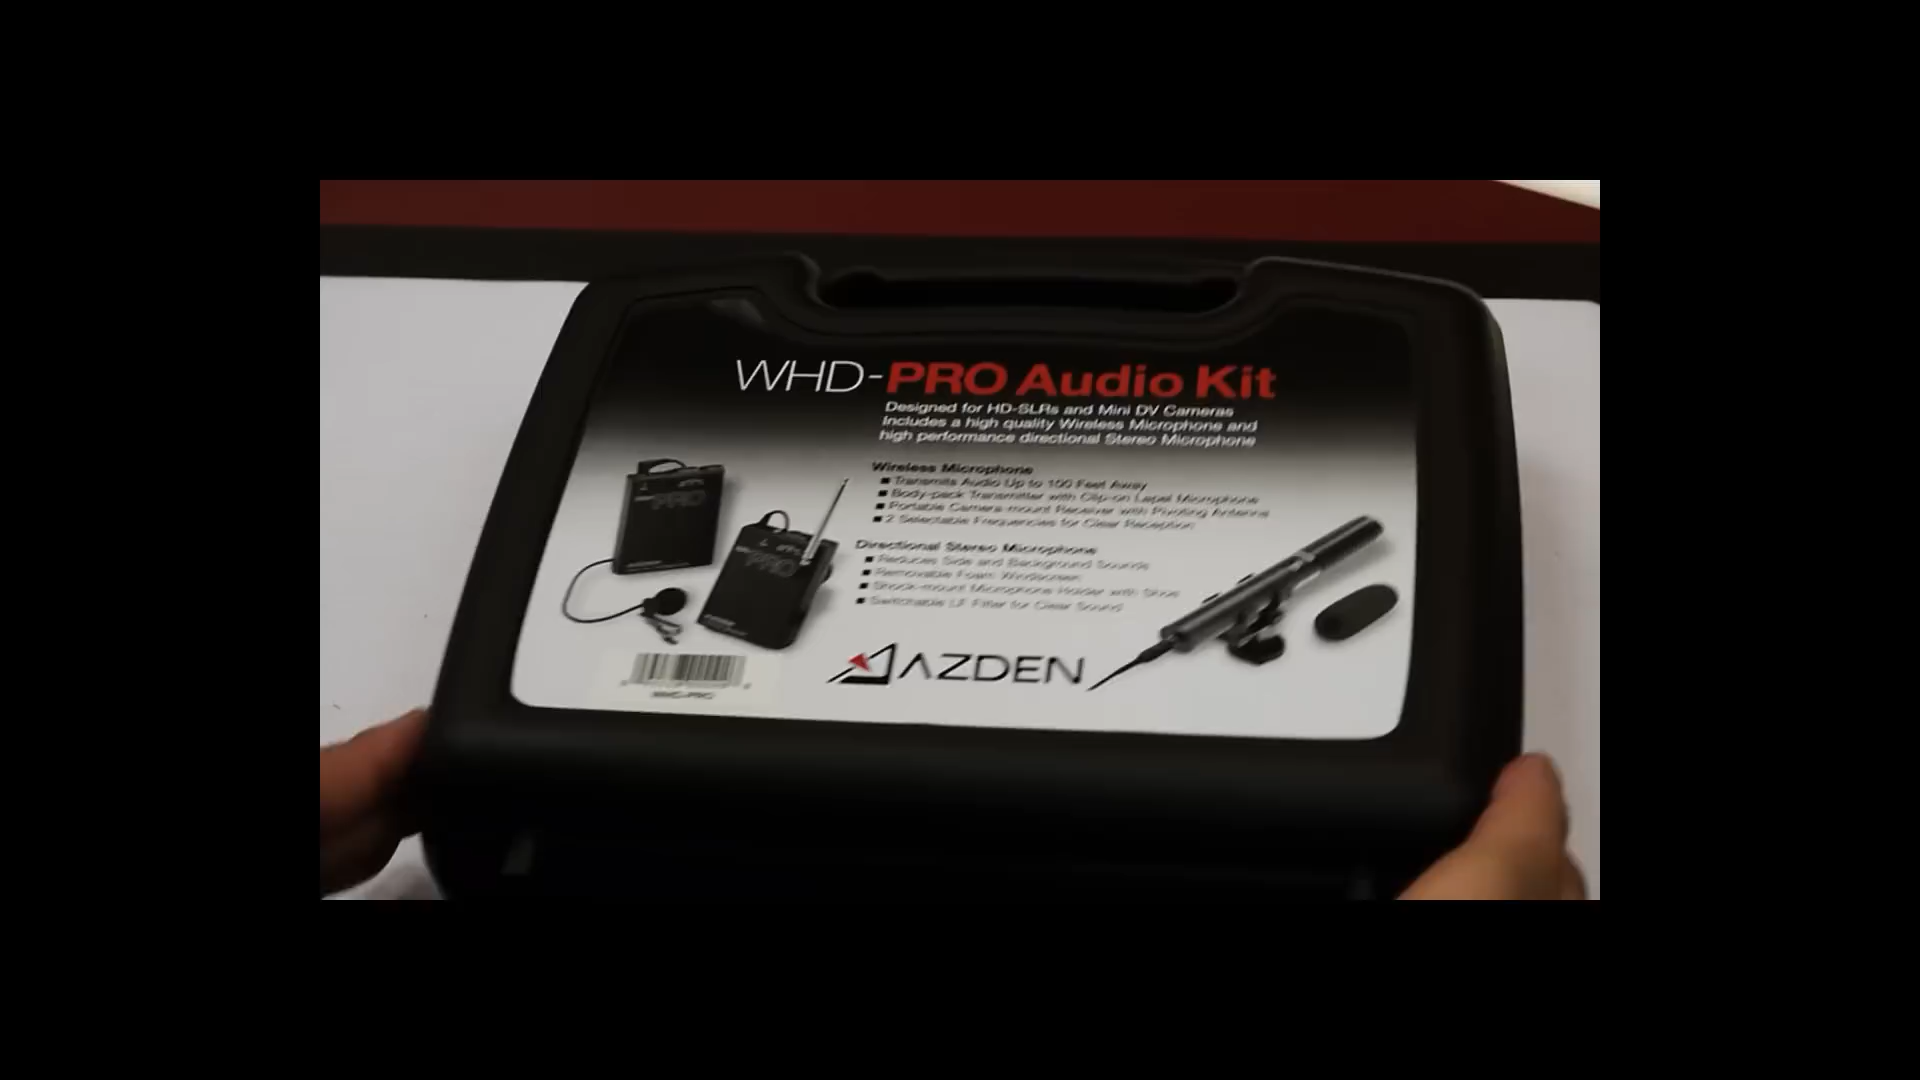 WHD-PRO Audio Kit
Designed for HD-SLRs and Mini DV Cameras
Includes a high quality Wireless Microphone and
high performance directional Stereo Microphone
Wireless Microphone
■ Transmits Audio Up to 100 Feet Away
■ Body-pack Transmitter with Clip-on Lapel Microphone
■ Portable Camera-mount Receiver with Pivoting Antenna
■ 2 Selectable Frequencies for Clear Reception
Directional Stereo Microphone
■ Reduces Side and Background Sounds
■ Removable Foam Windscreen
■ Shock-mount Microphone Holder with Shoe
■ Switchable LF Filter for Clear Sound
PRO
PRO
AZDEN
WHD-PRO